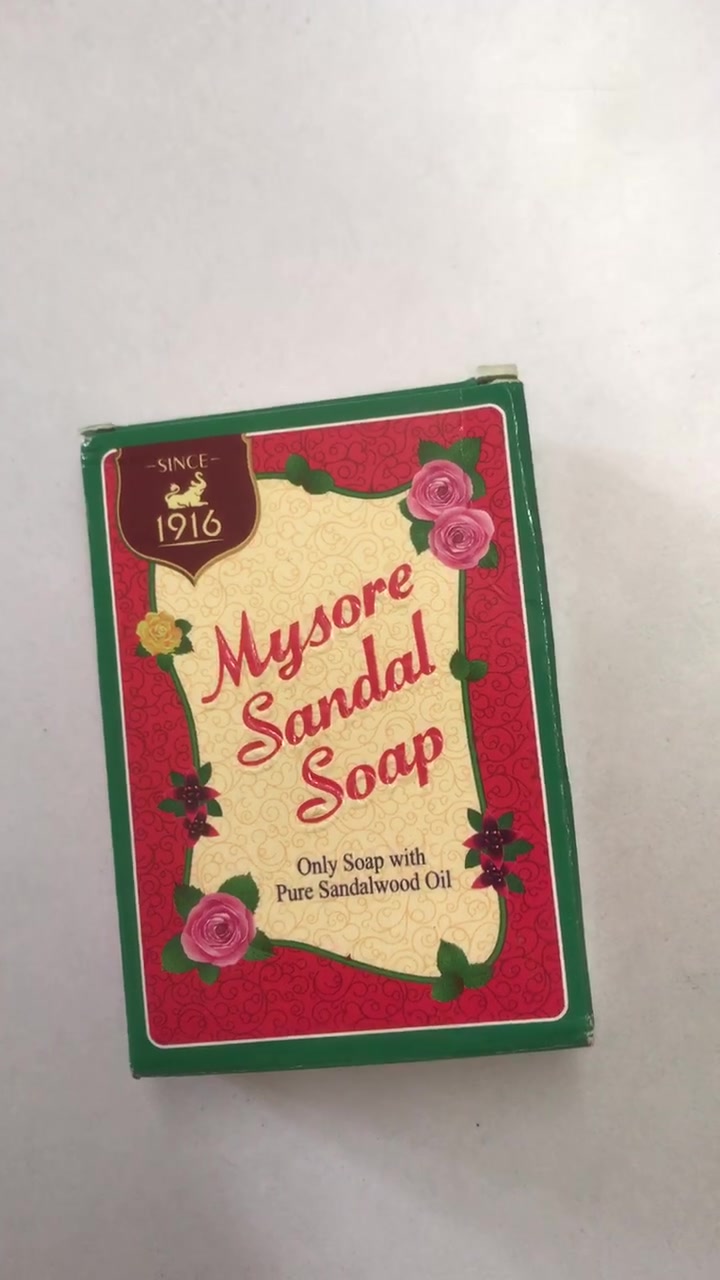 -SINCE-
1916
Mysore
Sandal
Soap
Only Soap with
Pure Sandalwood Oil